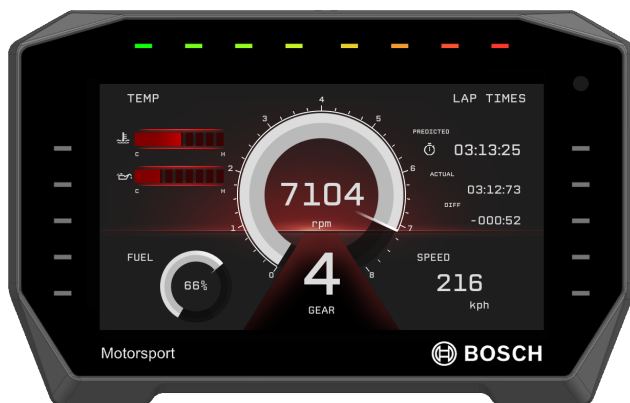 TEMP
LAP TIMES
C H
C H
PREDICTED
03:13:25
ACTUAL
03:12:73
DIFF
-000:52
0
1
2
3
4
5
6
7
8
7104
rpm
FUEL
66%
4
GEAR
SPEED
216
kph
Motorsport
BOSCH